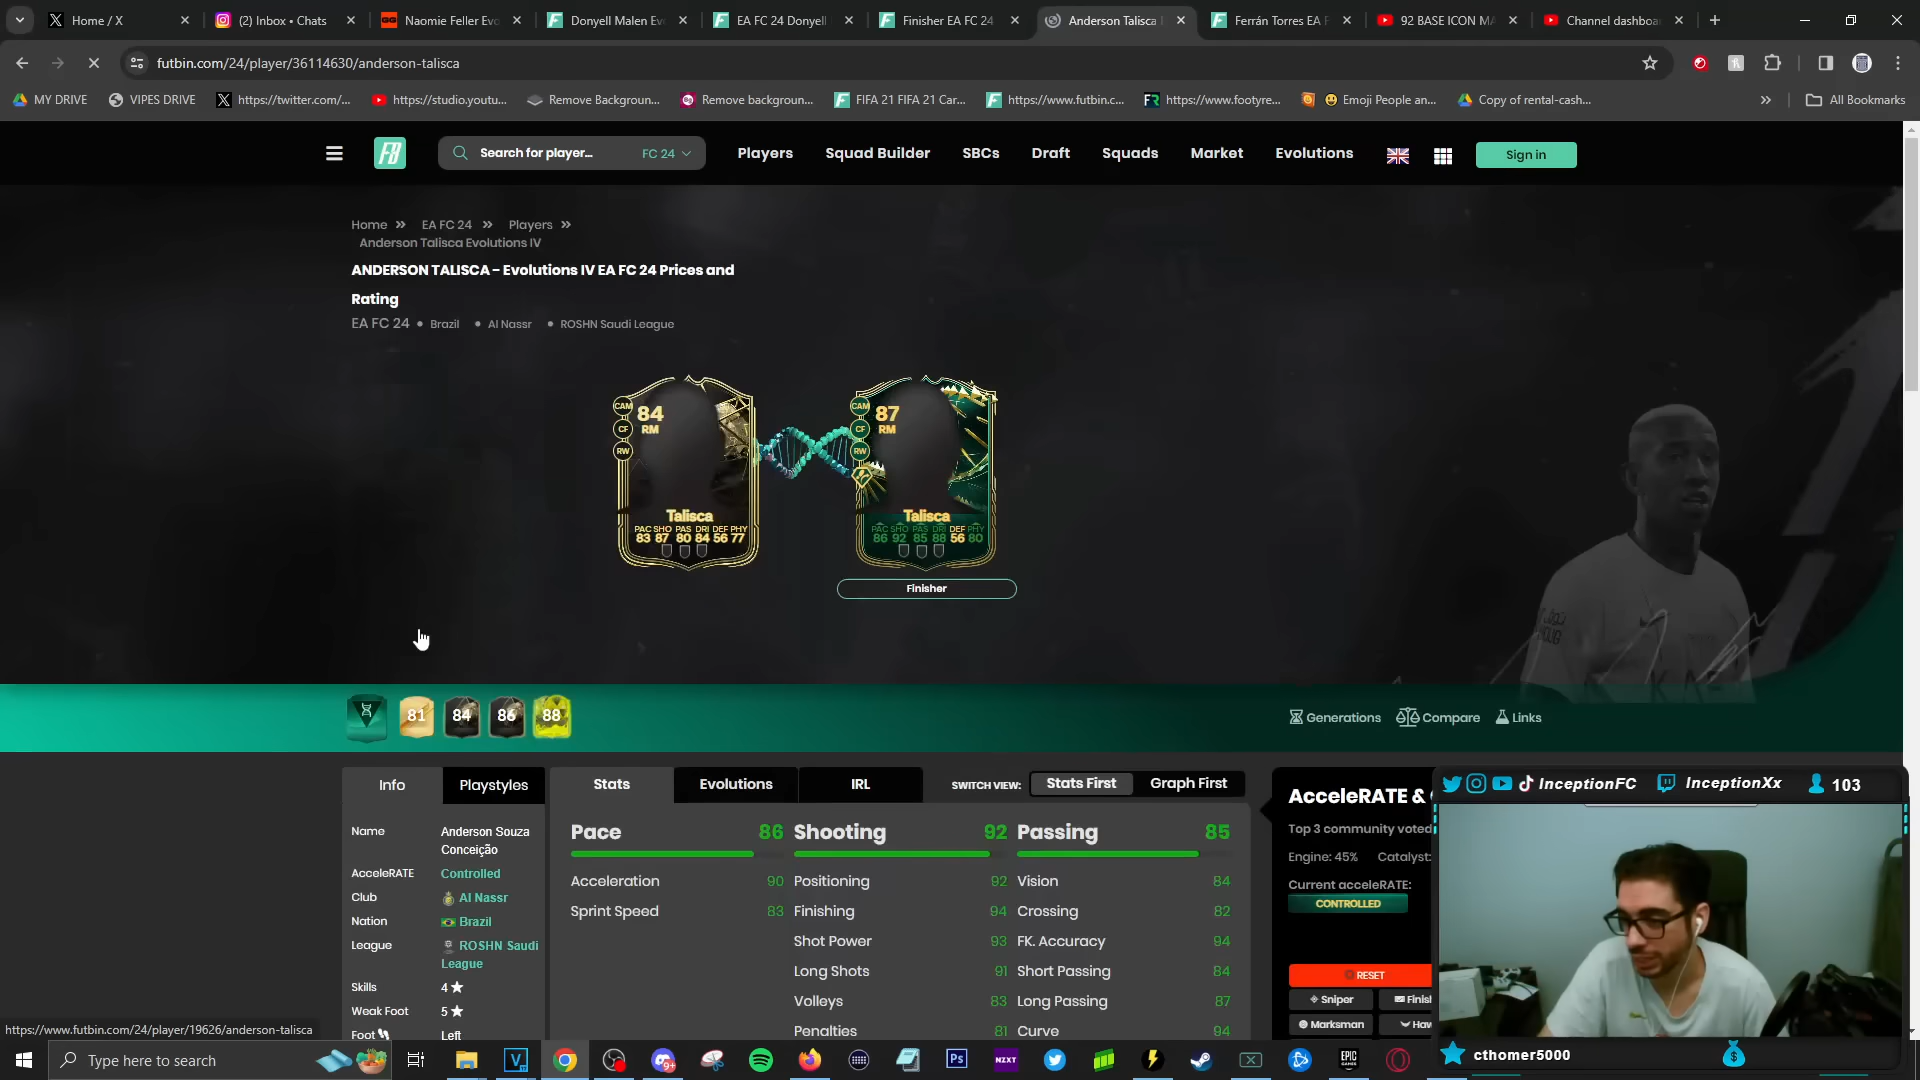 Home / X
(2) Inbox • Chats
Naomie Feller Evo
Donyell Malen Ev
EA FC 24 Donyell
Finisher EA FC 24
Anderson Talisca
Ferrán Torres EA F
92 BASE ICON MA
Channel dashboa
futbin.com/24/player/36114630/anderson-talisca
MY DRIVE
VIPES DRIVE
https://twitter.com/...
https://studio.youtu...
Remove Backgroun...
Remove backgroun...
FIFA 21 FIFA 21 Car...
https://www.futbin.c...
https://www.footyre...
Emoji People an...
Copy of rental-cash...
All Bookmarks
FB
Search for player...
FC 24
Players
Squad Builder
SBCs
Draft
Squads
Market
Evolutions
Sign in
Home » EA FC 24 » Players »
Anderson Talisca Evolutions IV
ANDERSON TALISCA - Evolutions IV EA FC 24 Prices and
Rating
EA FC 24 • Brazil • Al Nassr • ROSHN Saudi League
CAM
CF
RW
84
RM
Talisca
PAC SHO PAS DRI DEF PHY
83 87 80 84 56 77
CAM
CF
RW
87
RM
Talisca
PAC SHO PAS DRI DEF PHY
86 92 85 88 56 80
Finisher
81
84
86
88
Generations
Compare
Links
Info
Playstyles
Stats
Evolutions
IRL
SWITCH VIEW:
Stats First
Graph First
Name
Anderson Souza
Conceição
AcceleRATE
Controlled
Club
Al Nassr
Nation
Brazil
League
ROSHN Saudi
League
Skills
4★
Weak Foot
5★
Foot
Left
Pace 86
Acceleration 90
Sprint Speed 83
Shooting 92
Positioning 92
Finishing 94
Shot Power 93
Long Shots 91
Volleys 83
Penalties 81
Passing 85
Vision 84
Crossing 82
FK. Accuracy 94
Short Passing 84
Long Passing 87
Curve 94
AcceleRATE &
Top 3 community voted
Engine: 45% Catalyst:
Current acceleRATE:
CONTROLLED
RESET
Sniper
Finish
Marksman
Haw
InceptionFC
InceptionXx
103
cthomer5000
https://www.futbin.com/24/player/19626/anderson-talisca
Type here to search
9+
Ps
NZXT
EPIC